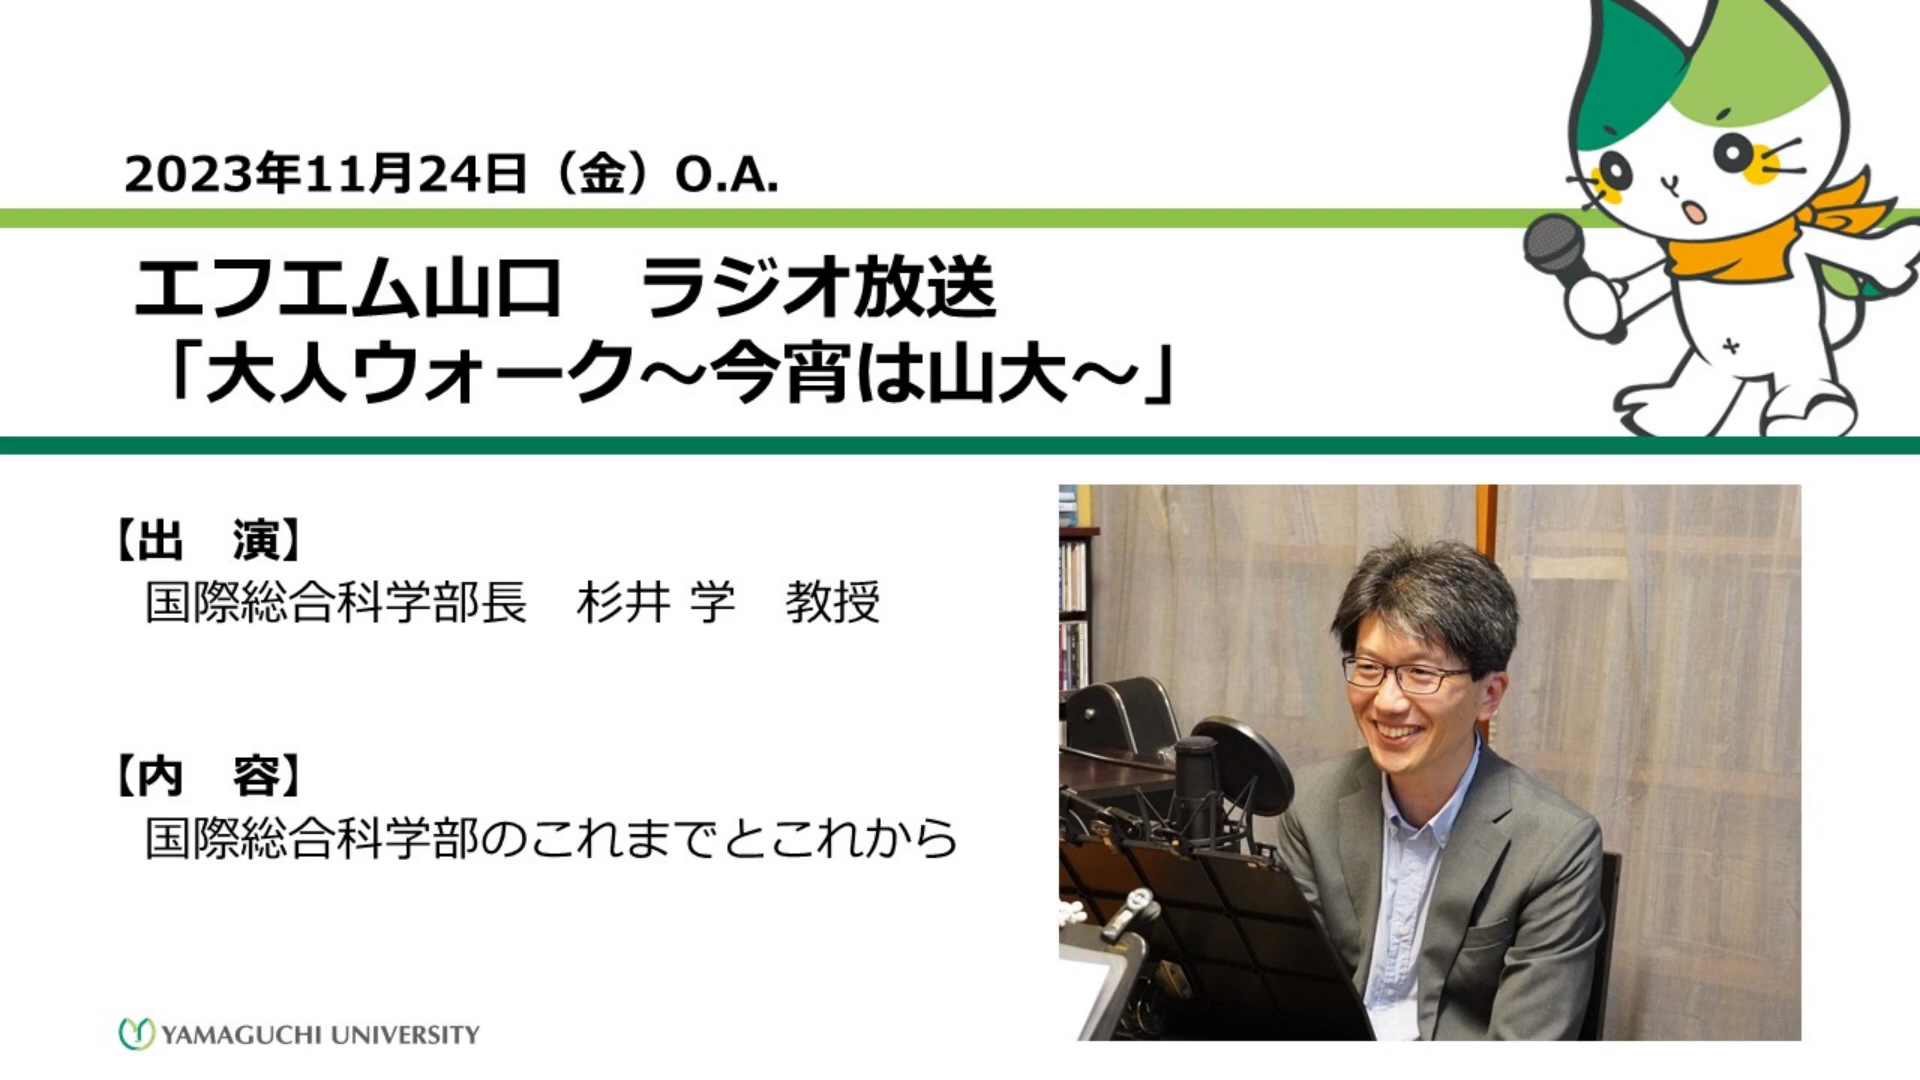 2023年11月24日（金）O.A.
エフエム山口　ラジオ放送
「大人ウォーク～今宵は山大～」
【出　演】
国際総合科学部長　杉井 学　教授
【内　容】
国際総合科学部のこれまでとこれから
YAMAGUCHI UNIVERSITY